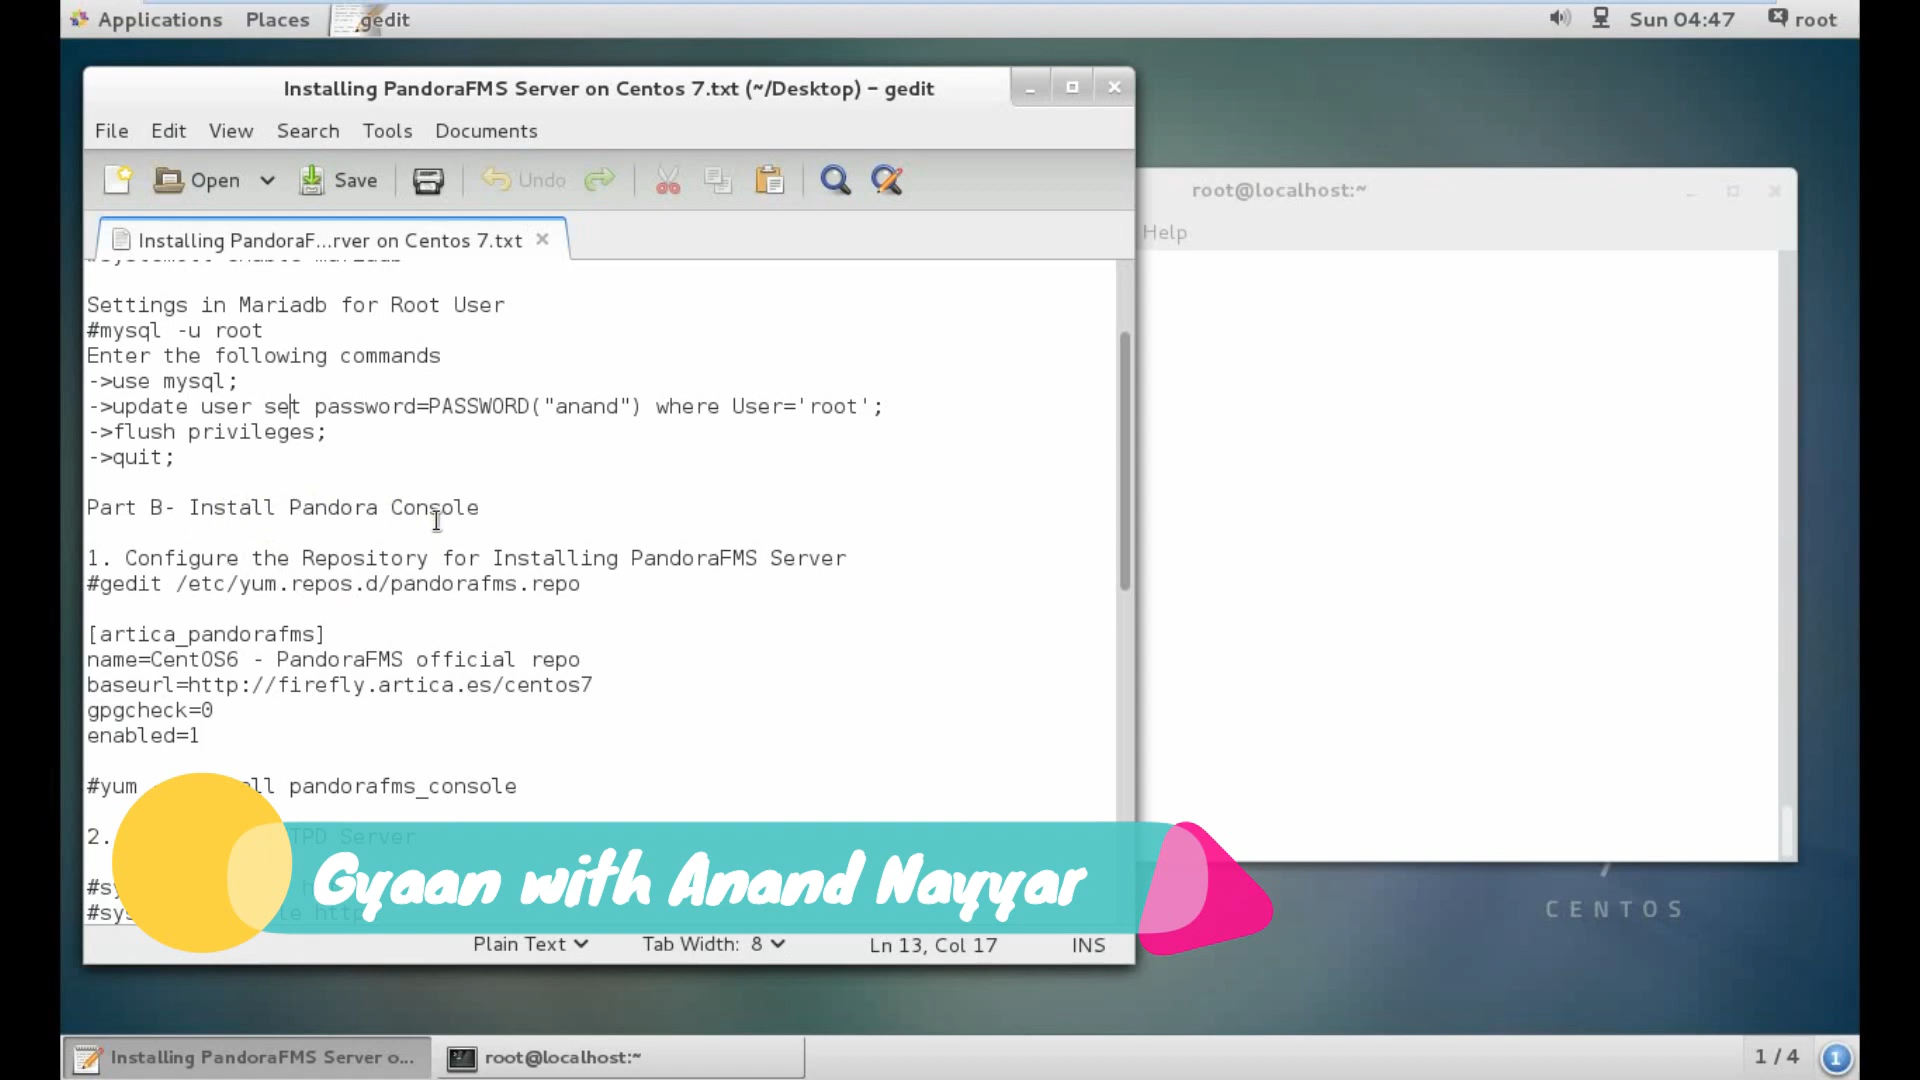 Applications Places gedit Sun 04:47 root
Installing PandoraFMS Server on Centos 7.txt (~/Desktop) - gedit
File Edit View Search Tools Documents
Open Save Undo
Installing PandoraF...rver on Centos 7.txt
root@localhost:~
Help
Settings in Mariadb for Root User
#mysql -u root
Enter the following commands
->use mysql;
->update user set password=PASSWORD("anand") where User='root';
->flush privileges;
->quit;
Part B- Install Pandora Console
1. Configure the Repository for Installing PandoraFMS Server
#gedit /etc/yum.repos.d/pandorafms.repo
[artica_pandorafms]
name=CentOS6 - PandoraFMS official repo
baseurl=http://firefly.artica.es/centos7
gpgcheck=0
enabled=1
#yum pandorafms_console
2. Server
Gyaan with Anand Nayyar
CENTOS
Plain Text Tab Width: 8 Ln 13, Col 17 INS
Installing PandoraFMS Server o...
root@localhost:~
1 / 4 1